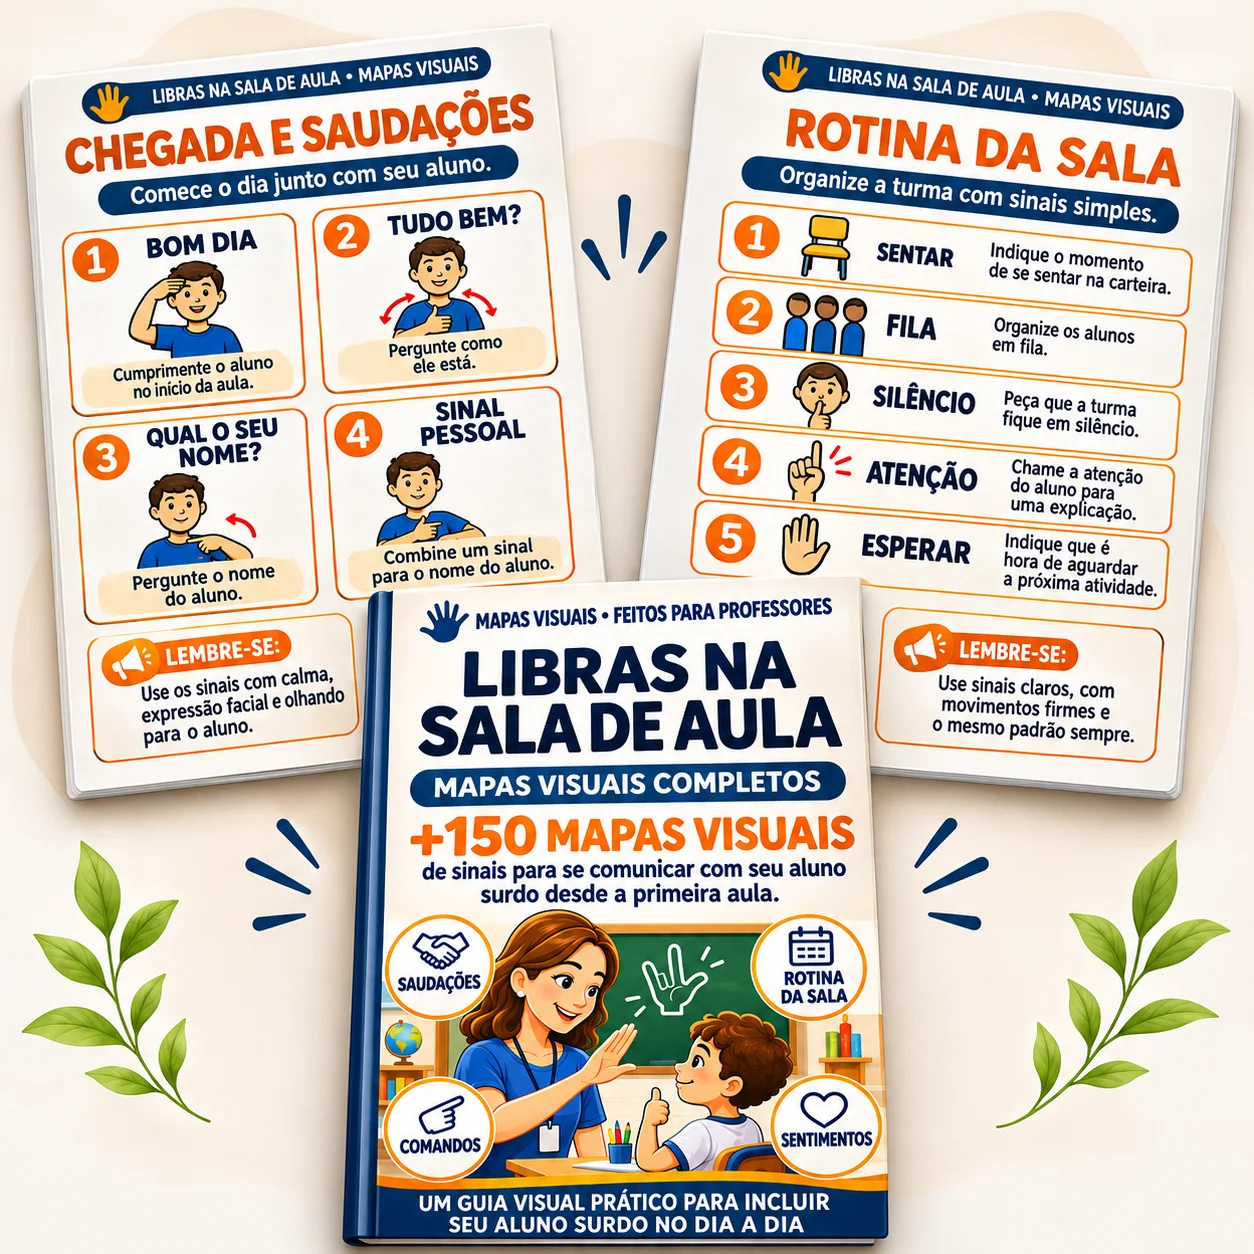 LIBRAS NA SALA DE AULA • MAPAS VISUAIS
CHEGADA E SAUDAÇÕES
Comece o dia junto com seu aluno.
1
BOM DIA
Cumprimente o aluno
no início da aula.
2
TUDO BEM?
Pergunte como
ele está.
3
QUAL O SEU
NOME?
Pergunte o nome
do aluno.
4
SINAL
PESSOAL
Combine um sinal
para o nome do aluno.
LEMBRE-SE:
Use os sinais com calma,
expressão facial e olhando
para o aluno.
LIBRAS NA SALA DE AULA • MAPAS VISUAIS
ROTINA DA SALA
Organize a turma com sinais simples.
1
SENTAR
Indique o momento
de se sentar na carteira.
2
FILA
Organize os alunos
em fila.
3
SILÊNCIO
Peça que a turma
fique em silêncio.
4
ATENÇÃO
Chame a atenção
do aluno para
uma explicação.
5
ESPERAR
Indique que é
hora de aguardar
a próxima atividade.
LEMBRE-SE:
Use sinais claros, com
movimentos firmes e
o mesmo padrão sempre.
MAPAS VISUAIS • FEITOS PARA PROFESSORES
LIBRAS NA
SALA DE AULA
MAPAS VISUAIS COMPLETOS
+150 MAPAS VISUAIS
de sinais para se comunicar com seu aluno
surdo desde a primeira aula.
SAUDAÇÕES
ROTINA
DA SALA
COMANDOS
SENTIMENTOS
UM GUIA VISUAL PRÁTICO PARA INCLUIR
SEU ALUNO SURDO NO DIA A DIA